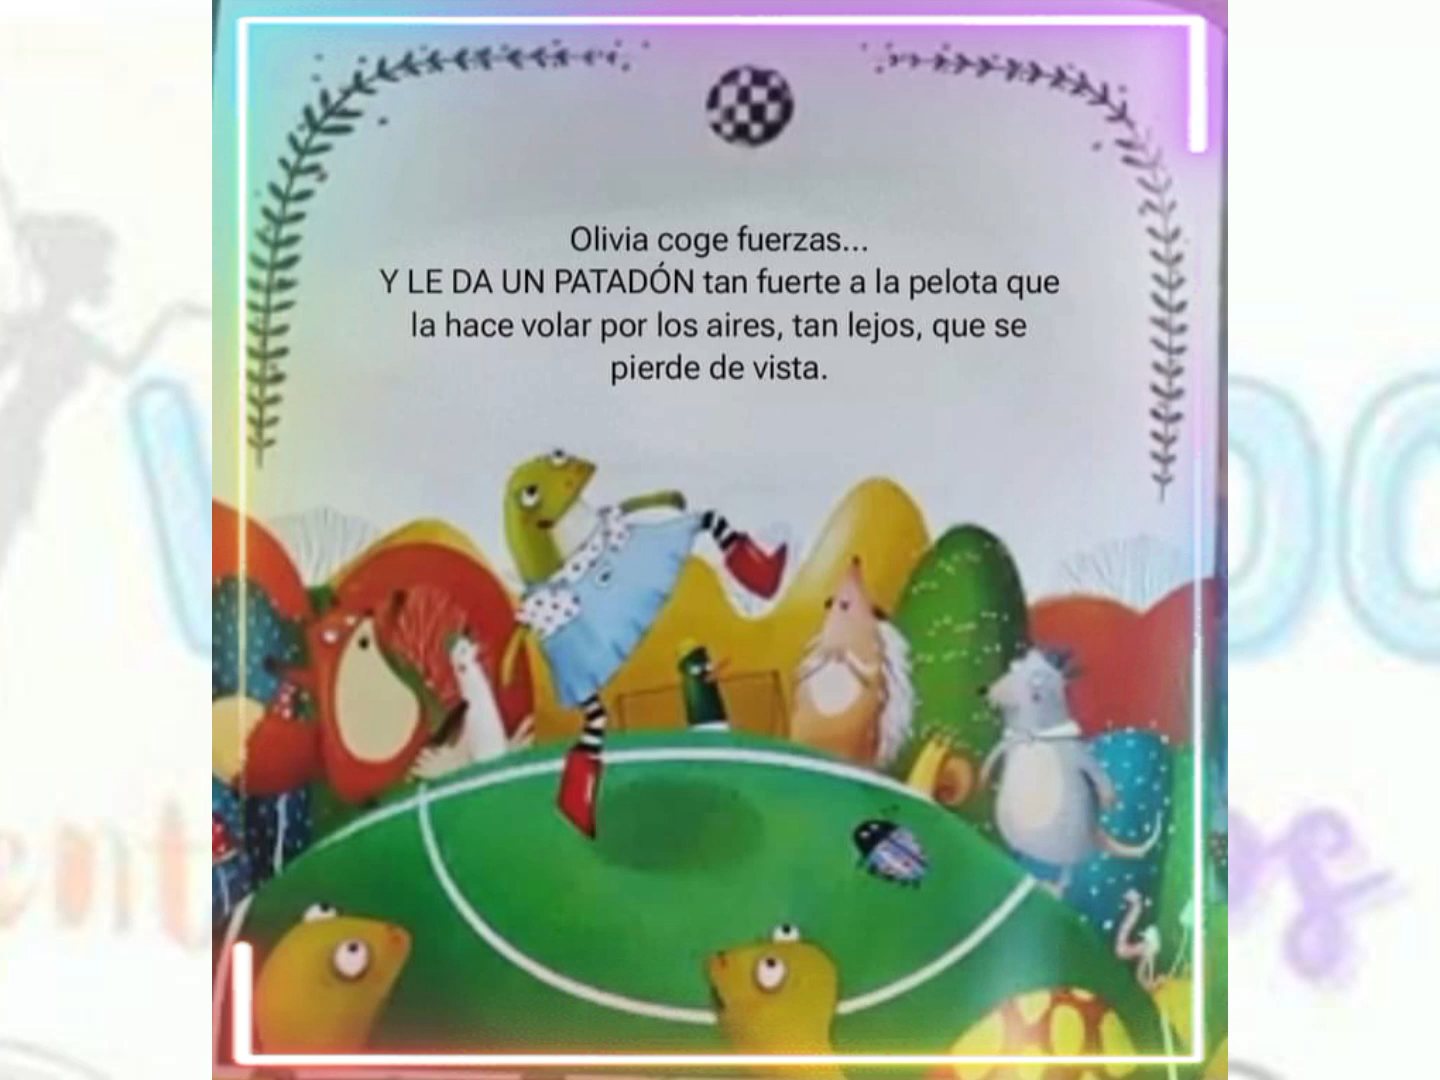 Olivia coge fuerzas...
Y LE DA UN PATADÓN tan fuerte a la pelota que
la hace volar por los aires, tan lejos, que se
pierde de vista.